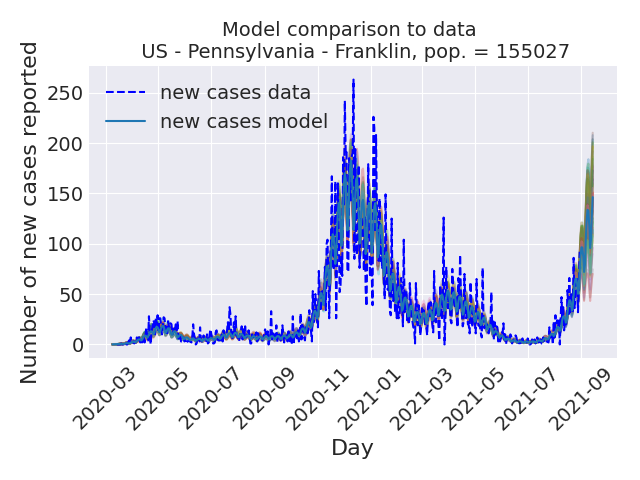 Model comparison to data
US - Pennsylvania - Franklin, pop. = 155027
Number of new cases reported
250
200
150
100
50
0
new cases data
new cases model
2020-03
2020-05
2020-07
2020-09
2020-11
2021-01
2021-03
2021-05
2021-07
2021-09
Day